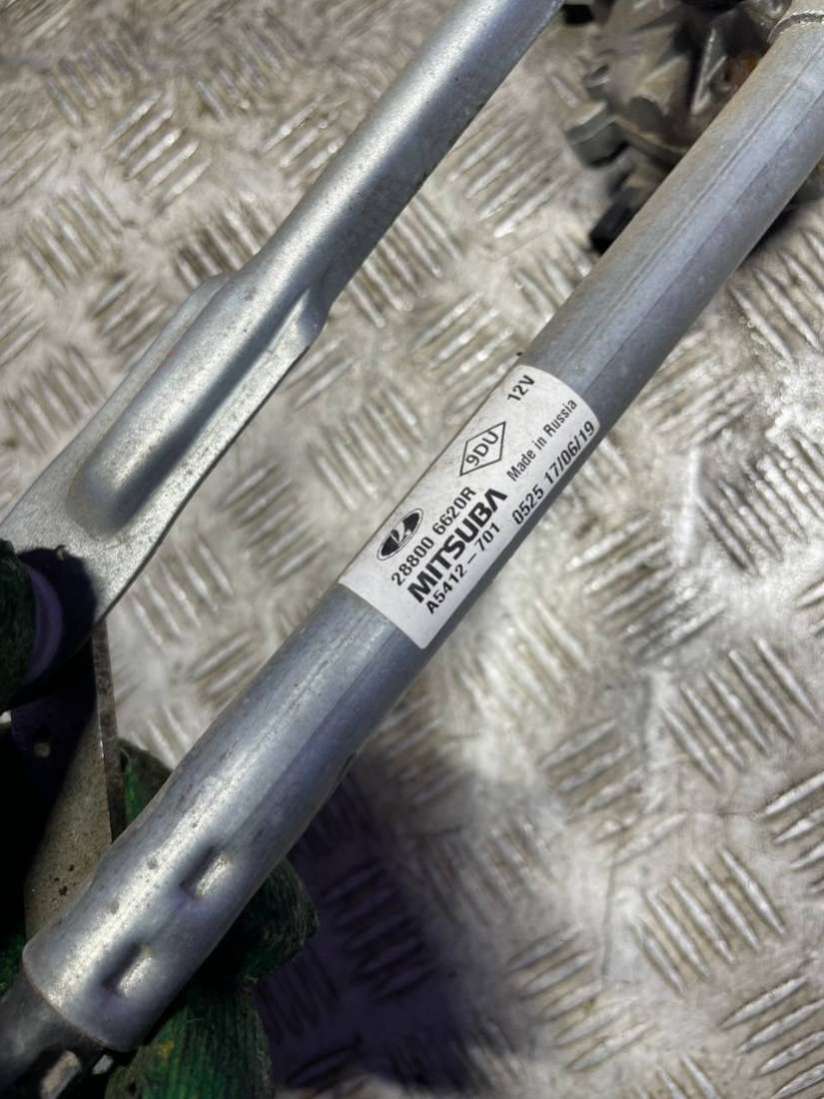 9DU 12V
28800 6620R
MITSUBA Made in Russia
A5412-701 0525 17/06/19